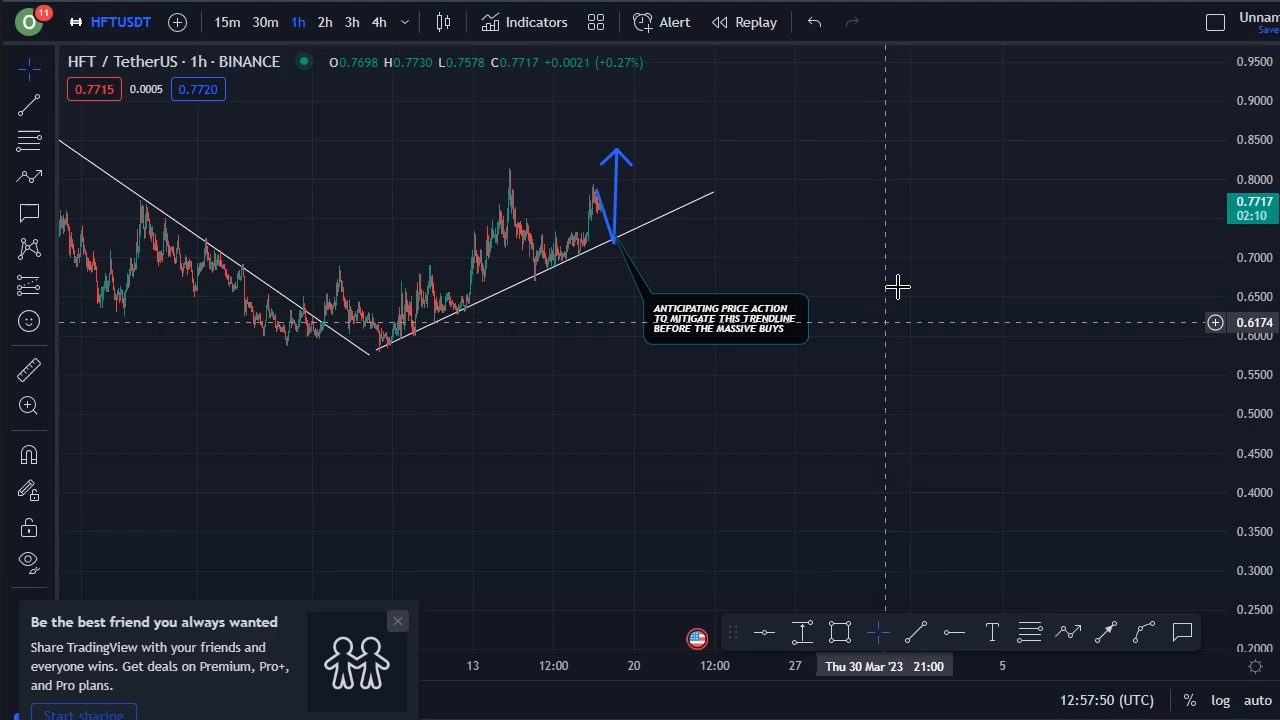 O
11
HFTUSDT
15m 30m 1h 2h 3h 4h
Indicators
Alert
Replay
Unnam
Save
HFT / TetherUS · 1h · BINANCE
O0.7698 H0.7730 L0.7578 C0.7717 +0.0021 (+0.27%)
0.7715
0.0005
0.7720
0.9500
0.9000
0.8500
0.8000
0.7717
02:10
0.7000
0.6500
0.6174
0.6000
0.5500
0.5000
0.4500
0.4000
0.3500
0.3000
0.2500
0.2000
ANTICIPATING PRICE ACTION
TO MITIGATE THIS TRENDLINE
BEFORE THE MASSIVE BUYS
Be the best friend you always wanted
Share TradingView with your friends and
everyone wins. Get deals on Premium, Pro+,
and Pro plans.
Start sharing
T
13 12:00 20 12:00 27 Thu 30 Mar '23 21:00 5
12:57:50 (UTC)
% log auto